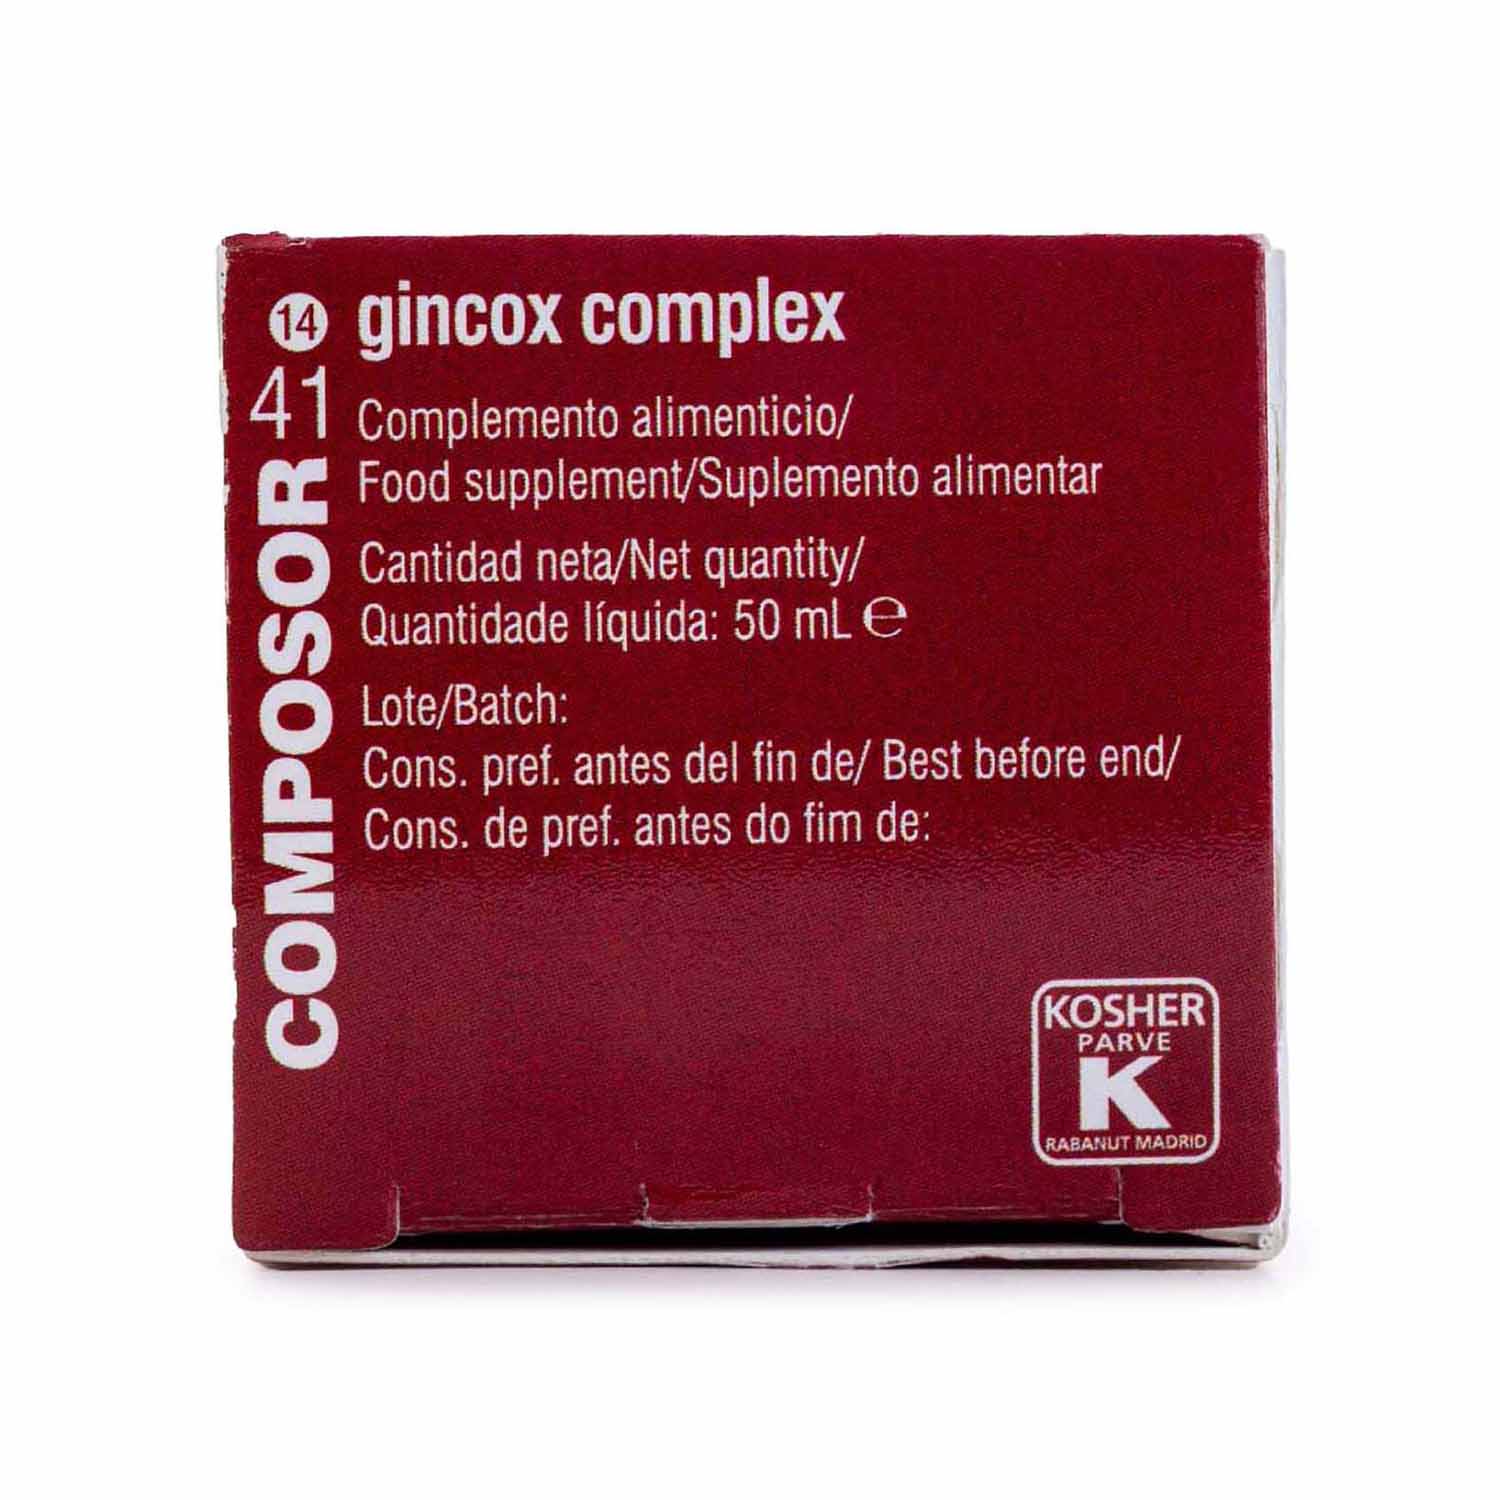 14 gincox complex
COMPOSOR 41
Complemento alimenticio/
Food supplement/Suplemento alimentar
Cantidad neta/Net quantity/
Quantidade líquida: 50 mL ℮
Lote/Batch:
Cons. pref. antes del fin de/ Best before end/
Cons. de pref. antes do fim de:
KOSHER
PARVE
K
RABANUT MADRID